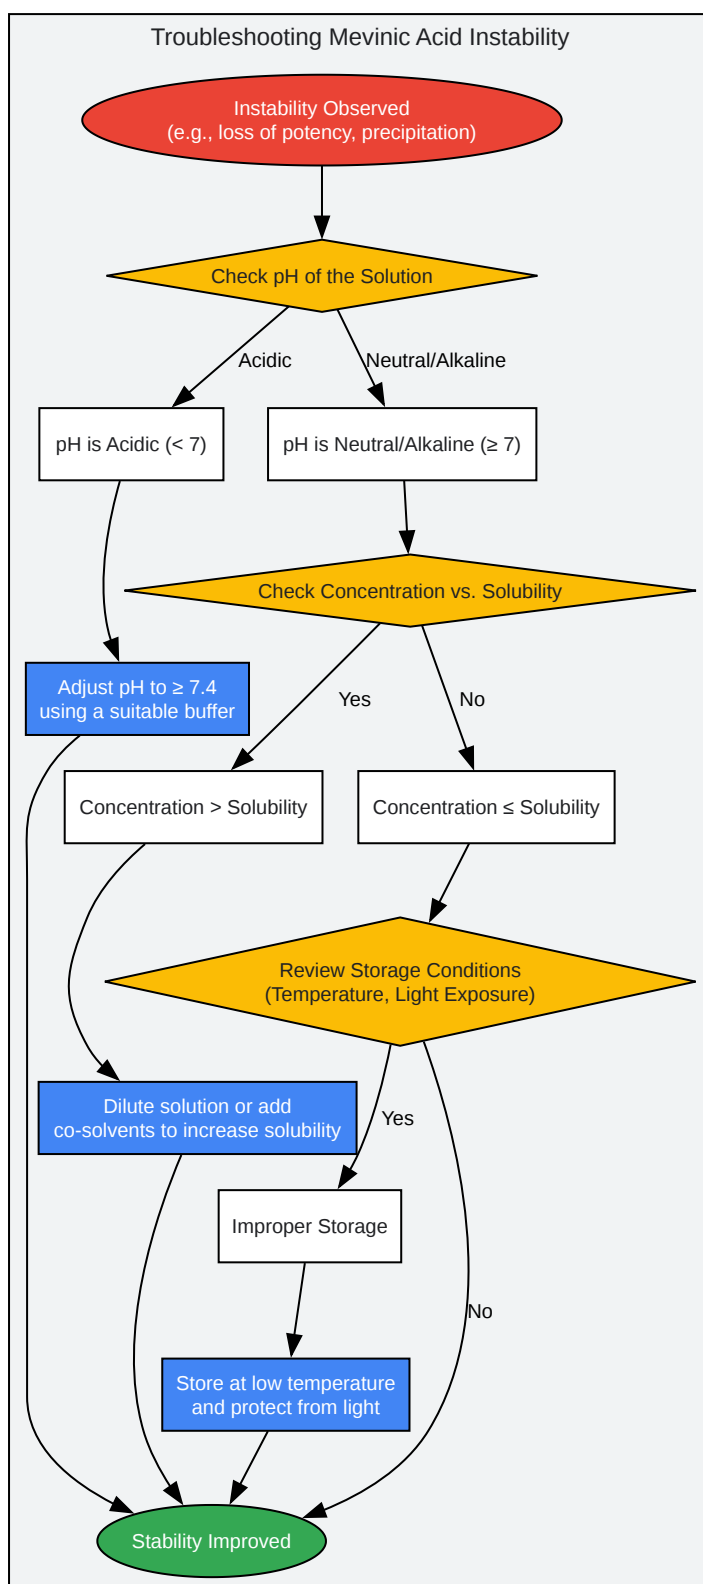 Troubleshooting Mevinic Acid Instability
Instability Observed
(e.g., loss of potency, precipitation)
Check pH of the Solution
Acidic
Neutral/Alkaline
pH is Acidic (< 7)
pH is Neutral/Alkaline (≥ 7)
Check Concentration vs. Solubility
Adjust pH to ≥ 7.4
using a suitable buffer
Yes
No
Concentration > Solubility
Concentration ≤ Solubility
Review Storage Conditions
(Temperature, Light Exposure)
Dilute solution or add
co-solvents to increase solubility
Yes
Improper Storage
No
Store at low temperature
and protect from light
Stability Improved